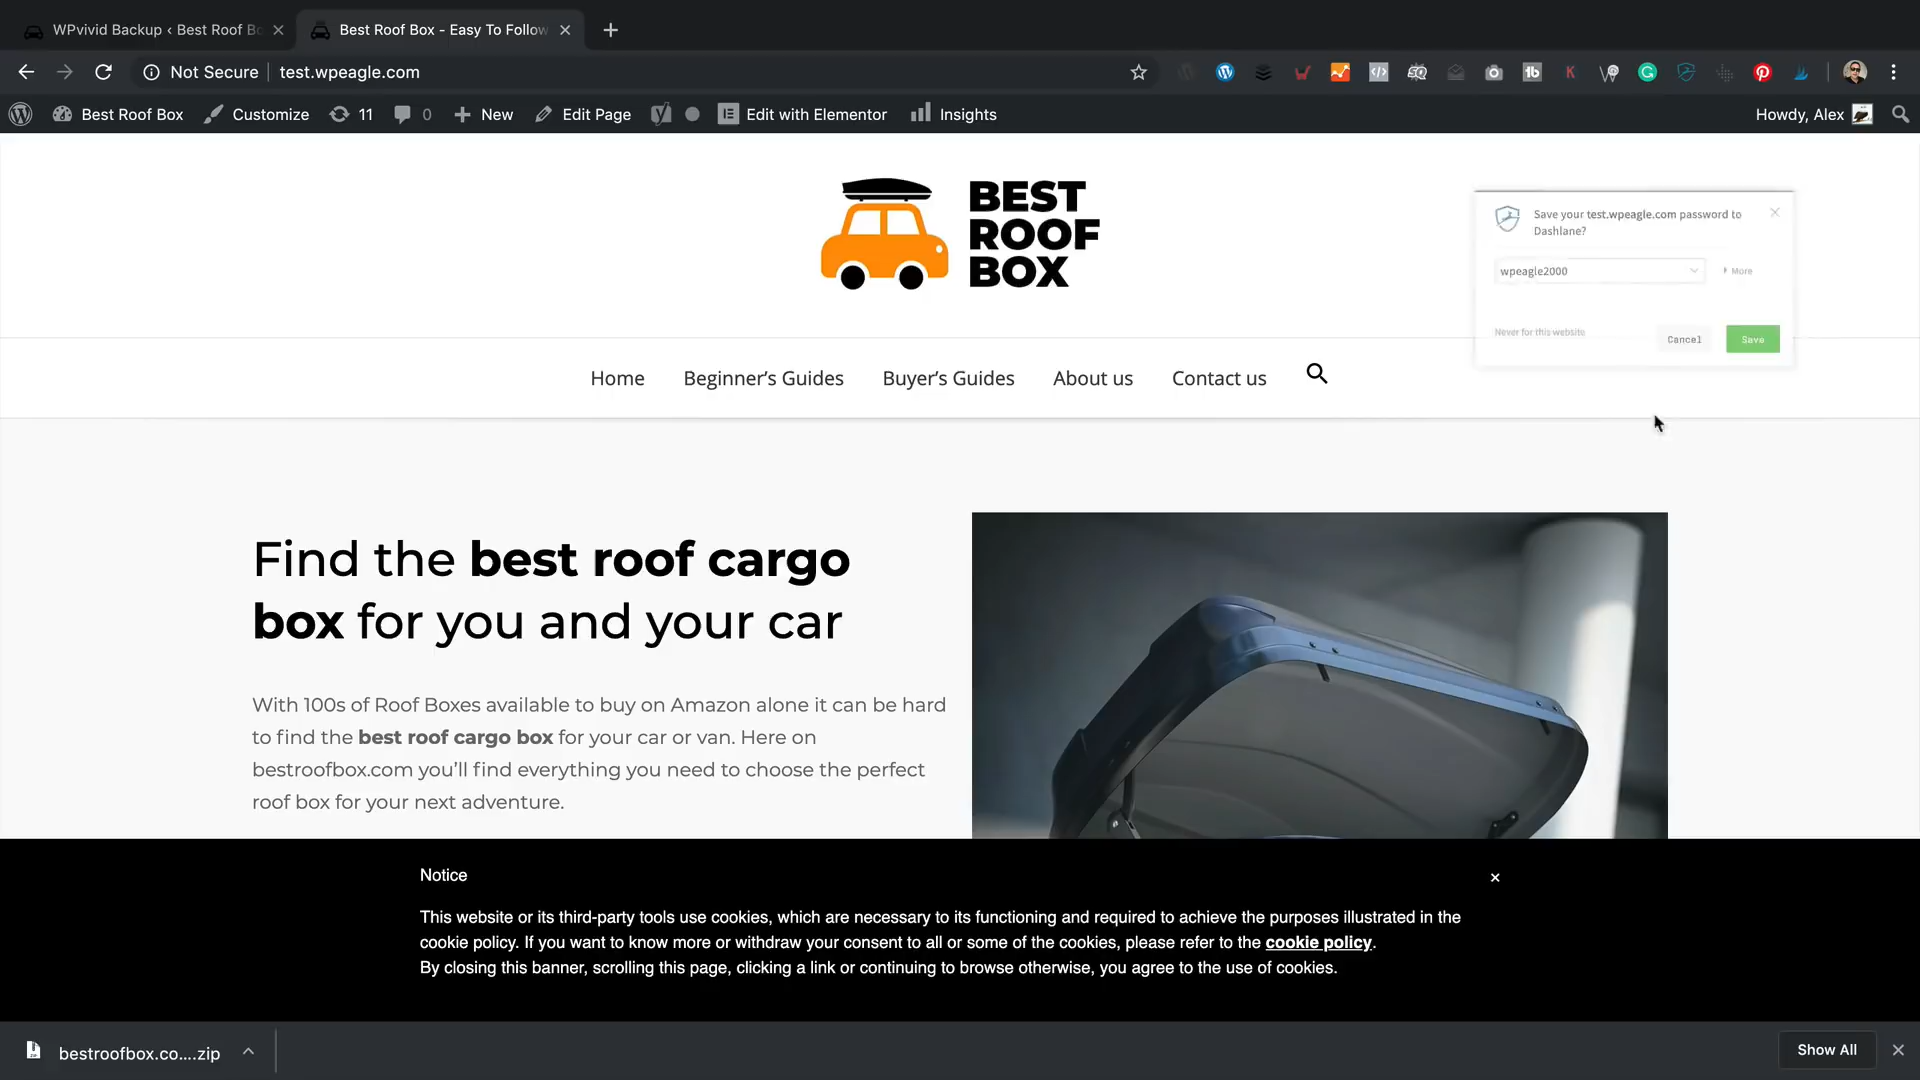 WPvivid Backup ‹ Best Roof Bo
Best Roof Box - Easy To Follow
Not Secure
test.wpeagle.com
Best Roof Box
Customize
11
0
New
Edit Page
Edit with Elementor
Insights
Howdy, Alex
BEST
ROOF
BOX
Save your test.wpeagle.com password to
Dashlane?
wpeagle2000
More
Never for this website
Cancel
Save
Home
Beginner's Guides
Buyer's Guides
About us
Contact us
Find the best roof cargo
box for you and your car
With 100s of Roof Boxes available to buy on Amazon alone it can be hard
to find the best roof cargo box for your car or van. Here on
bestroofbox.com you'll find everything you need to choose the perfect
roof box for your next adventure.
Notice
This website or its third-party tools use cookies, which are necessary to its functioning and required to achieve the purposes illustrated in the
cookie policy. If you want to know more or withdraw your consent to all or some of the cookies, please refer to the cookie policy.
By closing this banner, scrolling this page, clicking a link or continuing to browse otherwise, you agree to the use of cookies.
bestroofbox.co....zip
Show All